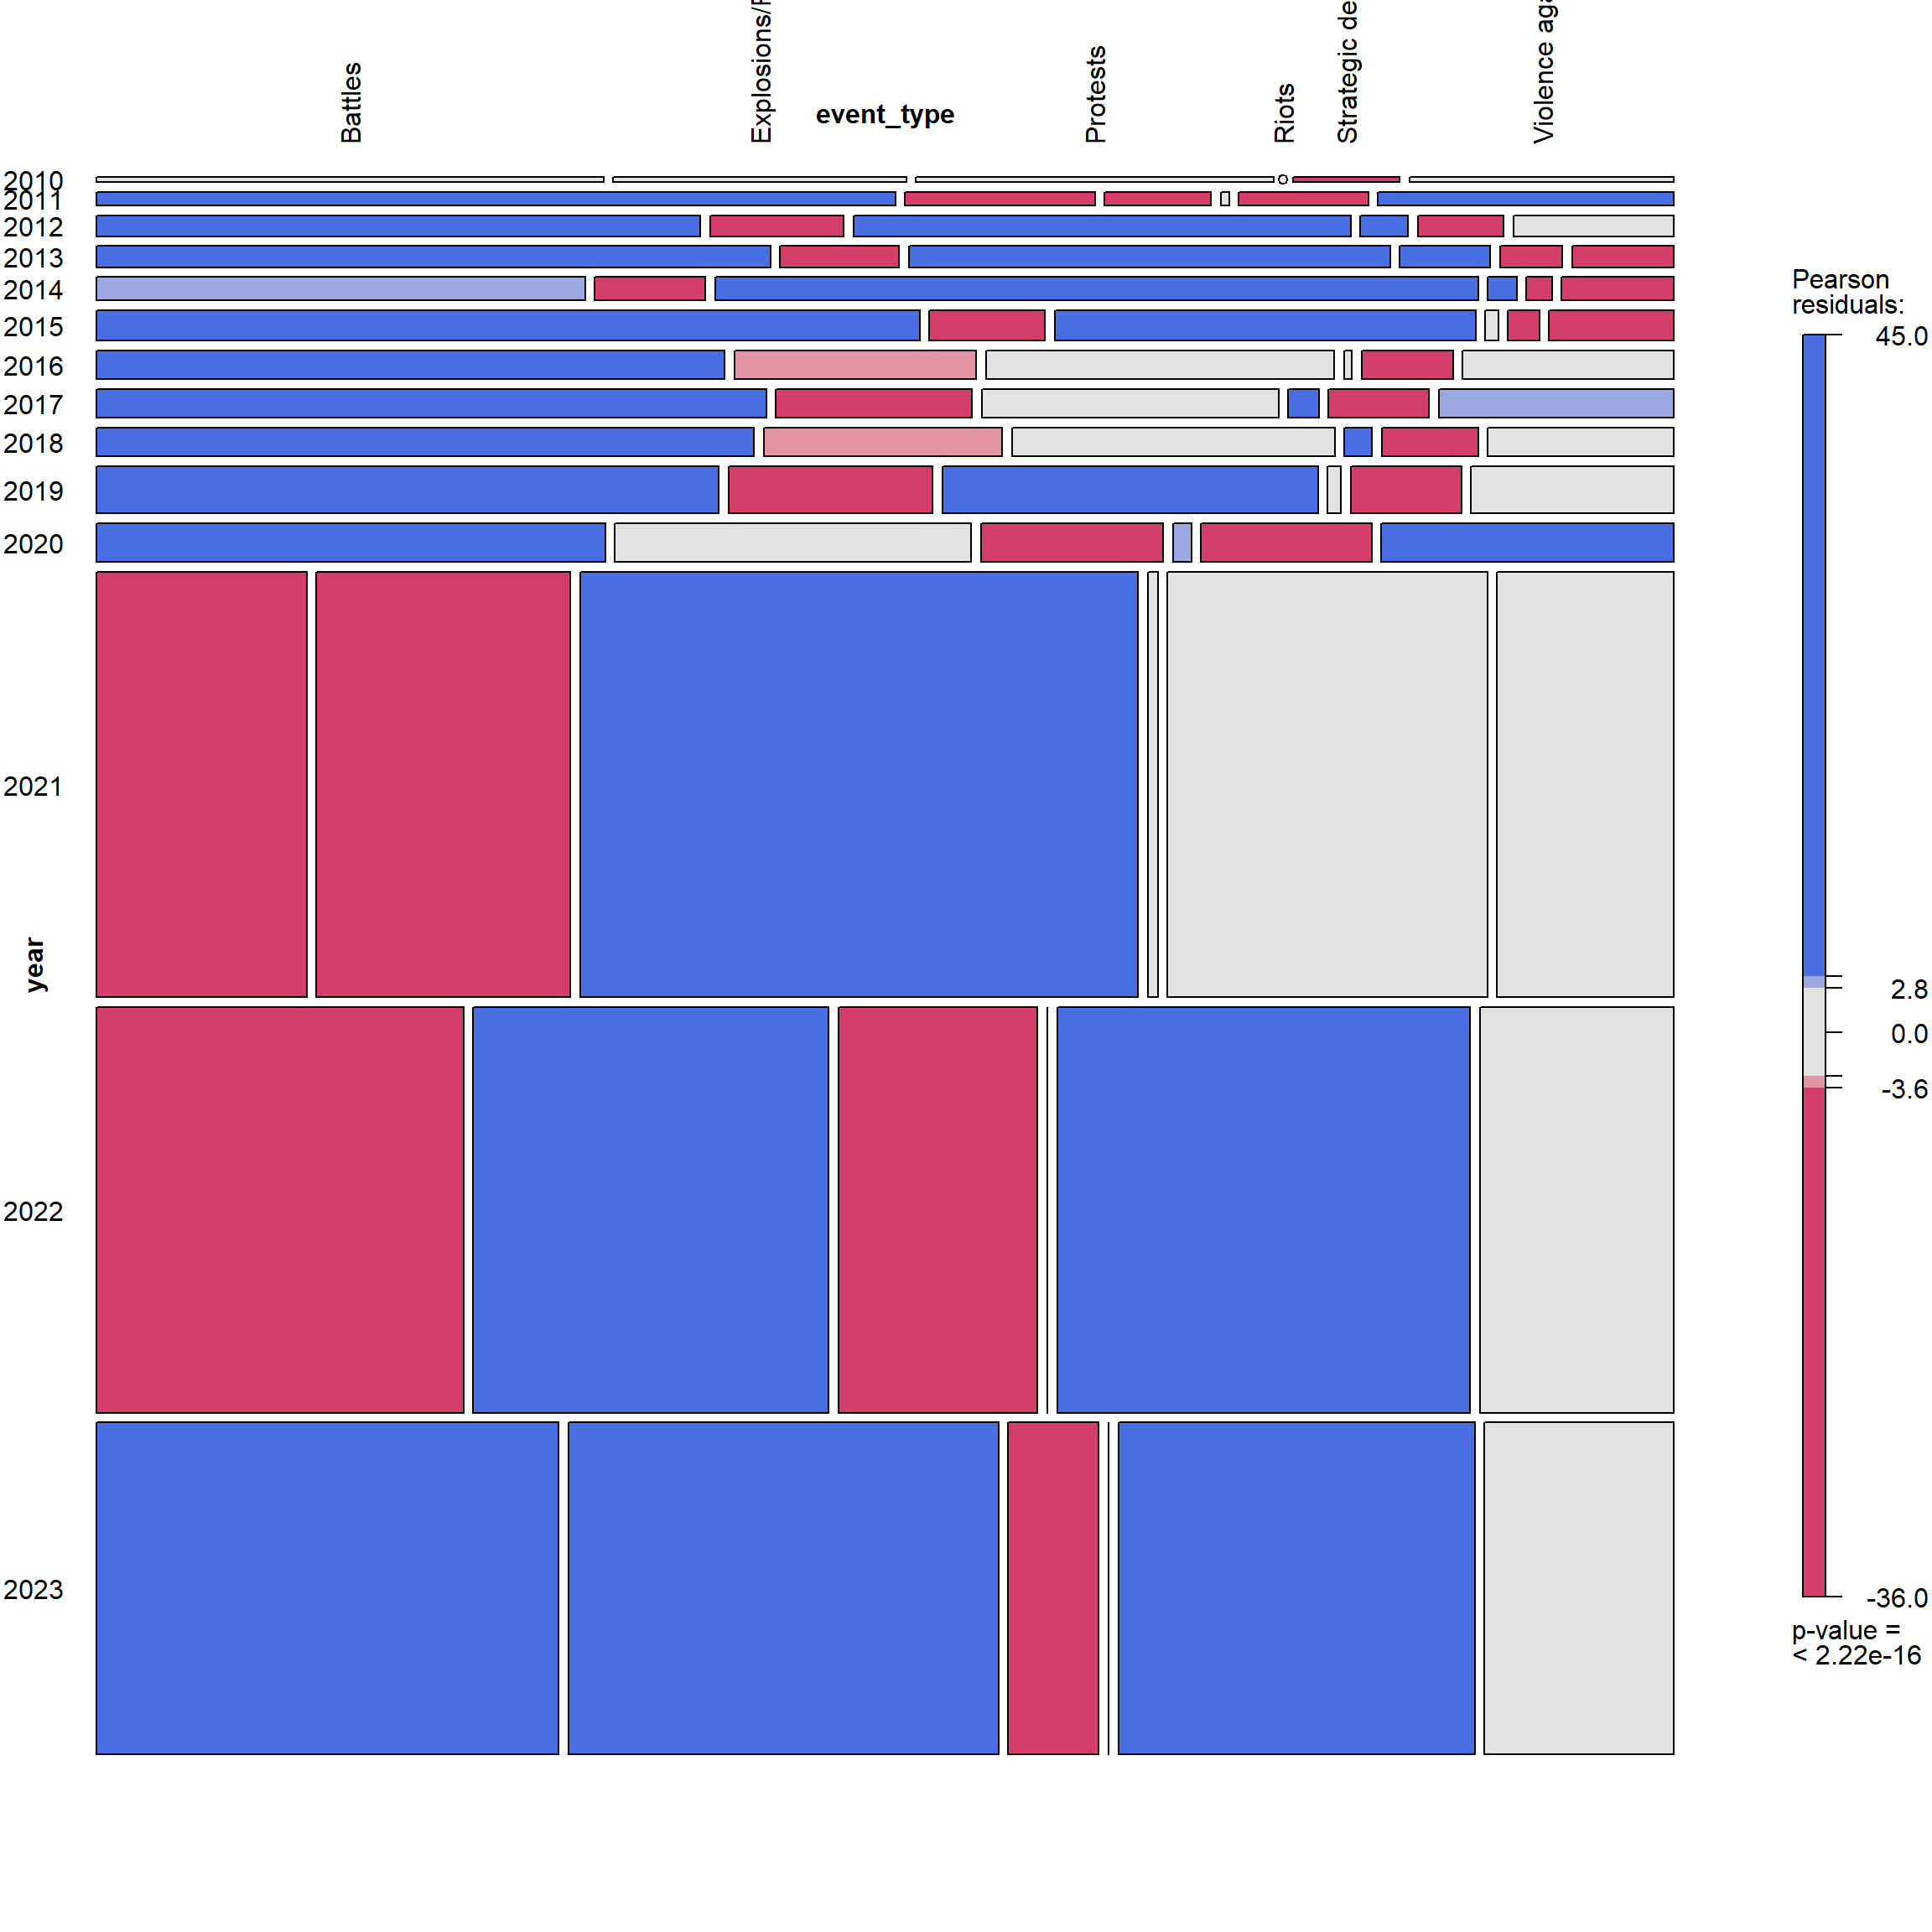 Battles
Explosions/
event_type
Protests
Riots
Strategic de
Violence aga
2010
2011
2012
2013
2014
2015
2016
2017
2018
2019
2020
2021
2022
2023
year
Pearson
residuals:
45.0
2.8
0.0
-3.6
-36.0
p-value =
< 2.22e-16